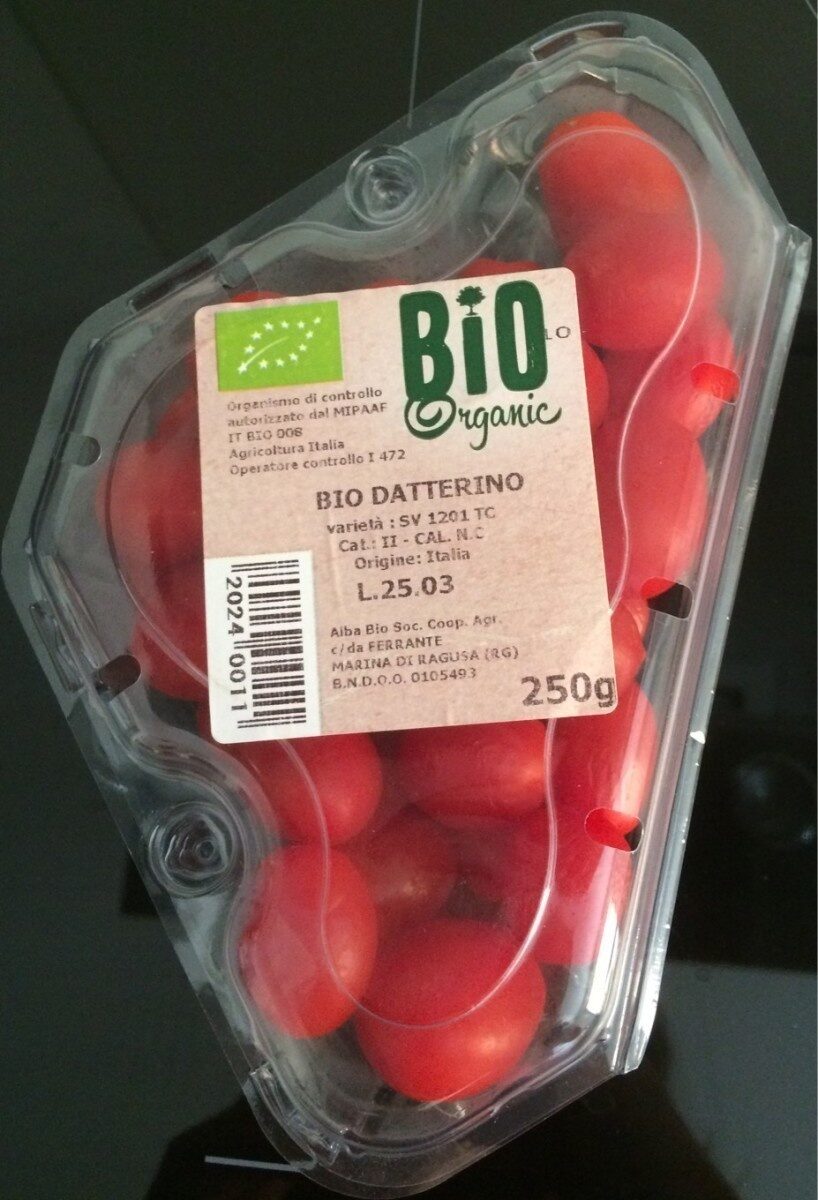 BiO
Organic
LO
Organismo di controllo
autorizzato dal MIPAAF
IT BIO 008
Agricoltura Italia
Operatore controllo I 472
BIO DATTERINO
varietà : SV 1201 TC
Cat.: II - CAL. N.C
Origine: Italia
L.25.03
Alba Bio Soc. Coop. Agr.
c/da FERRANTE
MARINA DI RAGUSA (RG)
B.N.D.O.O. 0105493
250g
2024 0011